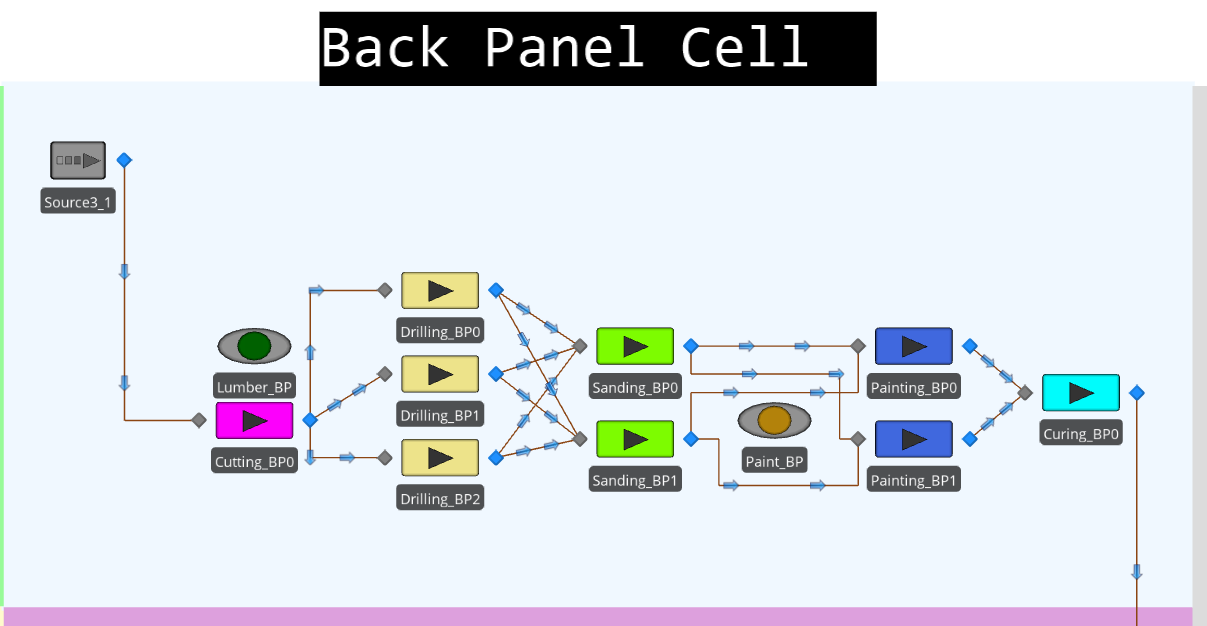 Back Panel Cell
Source3_1
Lumber_BP
Cutting_BP0
Drilling_BP0
Drilling_BP1
Drilling_BP2
Sanding_BP0
Sanding_BP1
Paint_BP
Painting_BP0
Painting_BP1
Curing_BP0